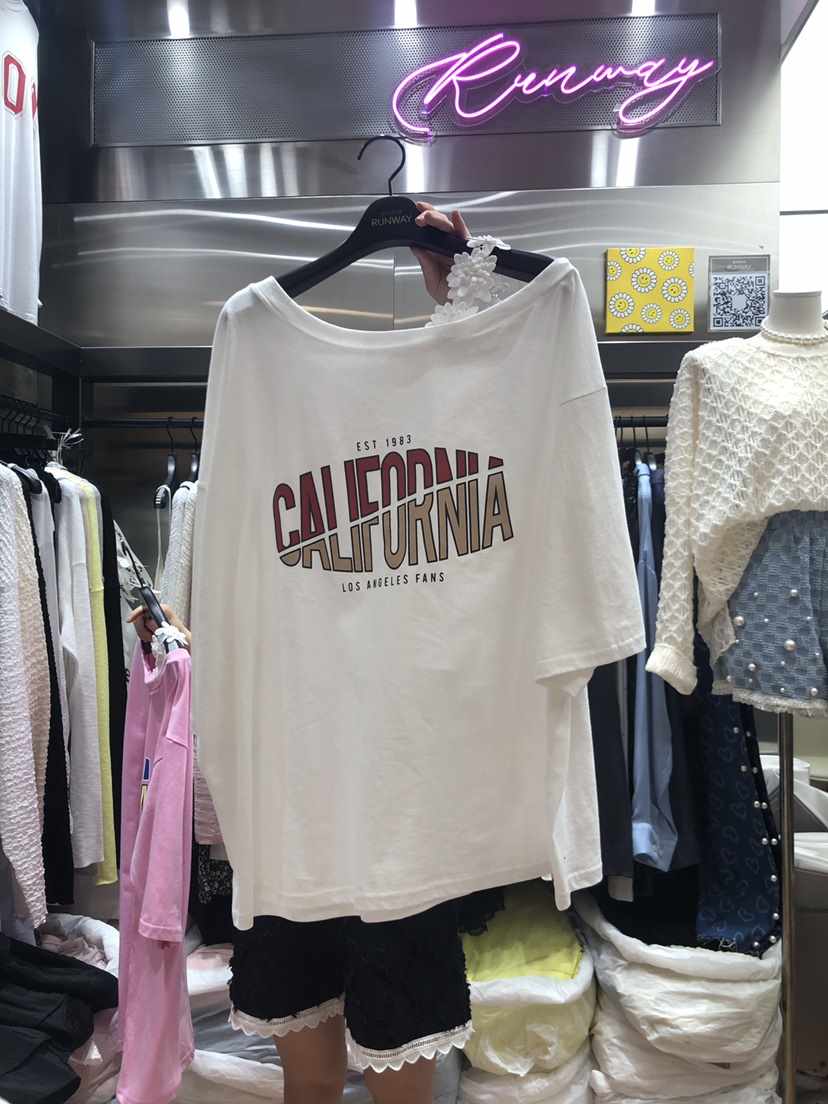 Runway
RUNWAY
EST 1983
CALIFORNIA
LOS ANGELES FANS